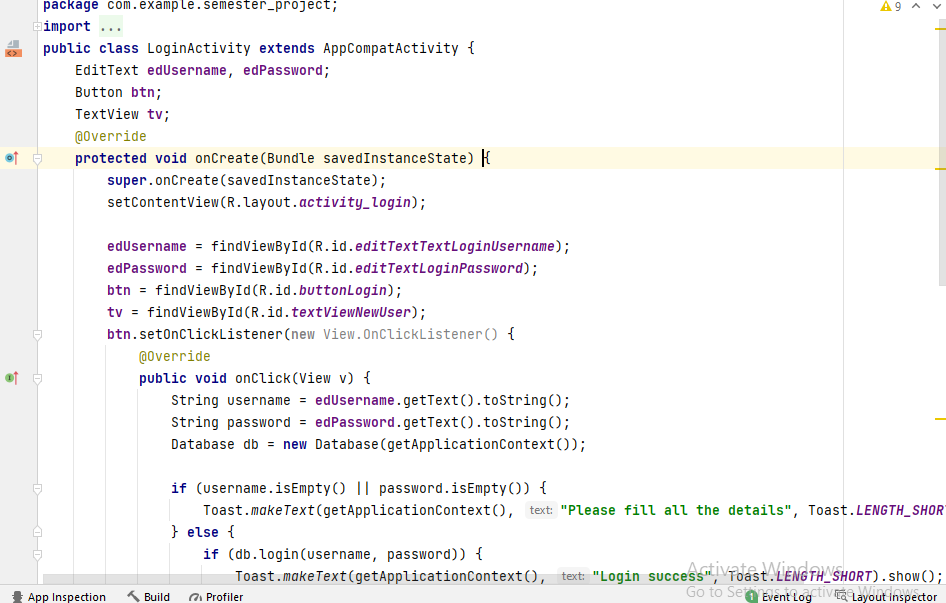 package com.example.semester_project;
9
import ...
public class LoginActivity extends AppCompatActivity {
EditText edUsername, edPassword;
Button btn;
TextView tv;
@Override
protected void onCreate(Bundle savedInstanceState) {
super.onCreate(savedInstanceState);
setContentView(R.layout.activity_login);
edUsername = findViewById(R.id.editTextTextLoginUsername);
edPassword = findViewById(R.id.editTextLoginPassword);
btn = findViewById(R.id.buttonLogin);
tv = findViewById(R.id.textViewNewUser);
btn.setOnClickListener(new View.OnClickListener() {
@Override
public void onClick(View v) {
String username = edUsername.getText().toString();
String password = edPassword.getText().toString();
Database db = new Database(getApplicationContext());
if (username.isEmpty() || password.isEmpty()) {
Toast.makeText(getApplicationContext(), text: "Please fill all the details", Toast.LENGTH_SHOR
} else {
if (db.login(username, password)) {
Toast.makeText(getApplicationContext(), text: "Login success", Toast.LENGTH_SHORT).show();
Activate Windows
Go to Settings to activate Windows.
App Inspection Build Profiler 1 Event Log Layout Inspector